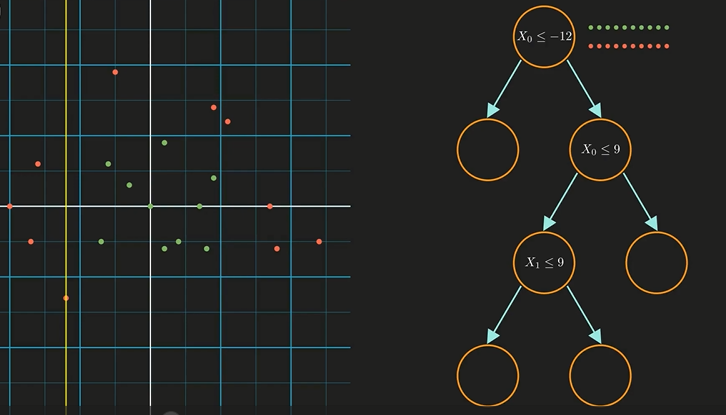 X₀ ≤ −12
X₀ ≤ 9
X₁ ≤ 9